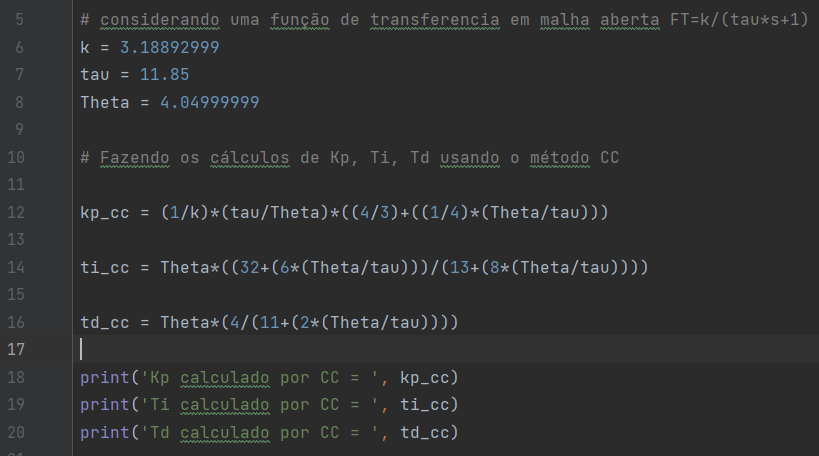 5 # considerando uma função de transferencia em malha aberta FT=k/(tau*s+1)
6 k = 3.18892999
7 tau = 11.85
8 Theta = 4.04999999
9
10 # Fazendo os cálculos de Kp, Ti, Td usando o método CC
11
12 kp_cc = (1/k)*(tau/Theta)*((4/3)+((1/4)*(Theta/tau)))
13
14 ti_cc = Theta*((32+(6*(Theta/tau)))/(13+(8*(Theta/tau))))
15
16 td_cc = Theta*(4/(11+(2*(Theta/tau))))
17
18 print('Kp calculado por CC = ', kp_cc)
19 print('Ti calculado por CC = ', ti_cc)
20 print('Td calculado por CC = ', td_cc)